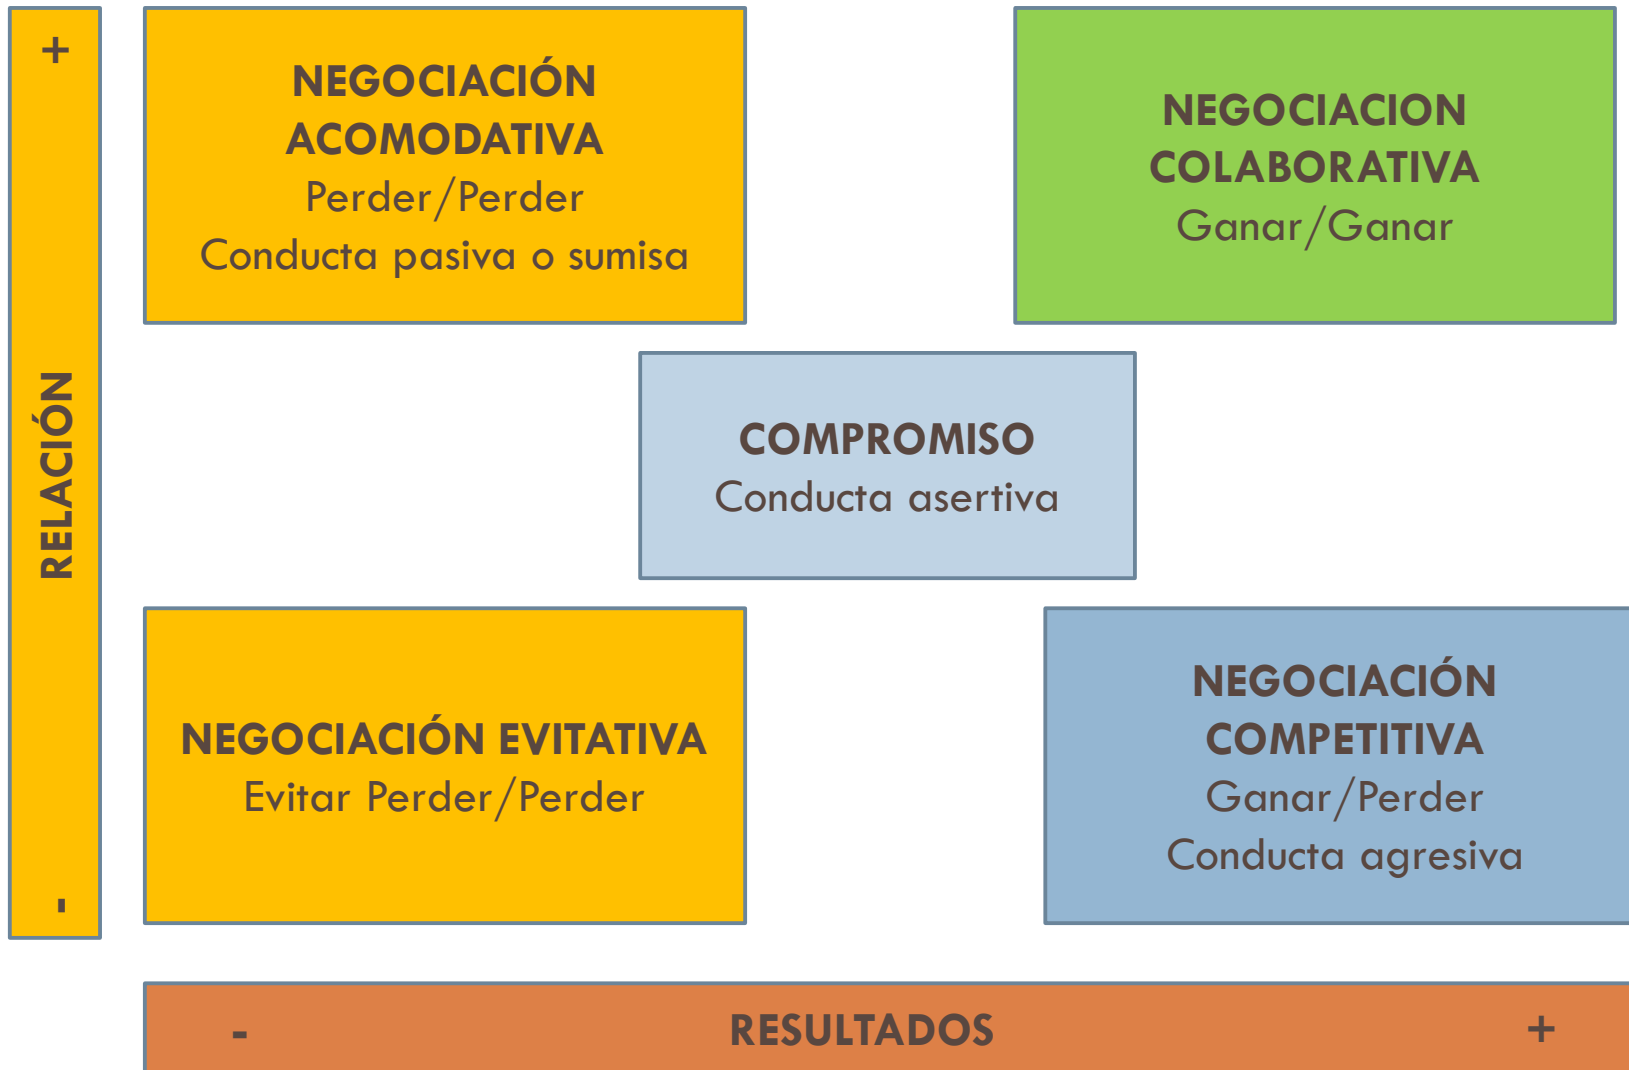 +
RELACIÓN
-
NEGOCIACIÓN
ACOMODATIVA
Perder/Perder
Conducta pasiva o sumisa
NEGOCIACION
COLABORATIVA
Ganar/Ganar
COMPROMISO
Conducta asertiva
NEGOCIACIÓN EVITATIVA
Evitar Perder/Perder
NEGOCIACIÓN
COMPETITIVA
Ganar/Perder
Conducta agresiva
- RESULTADOS +